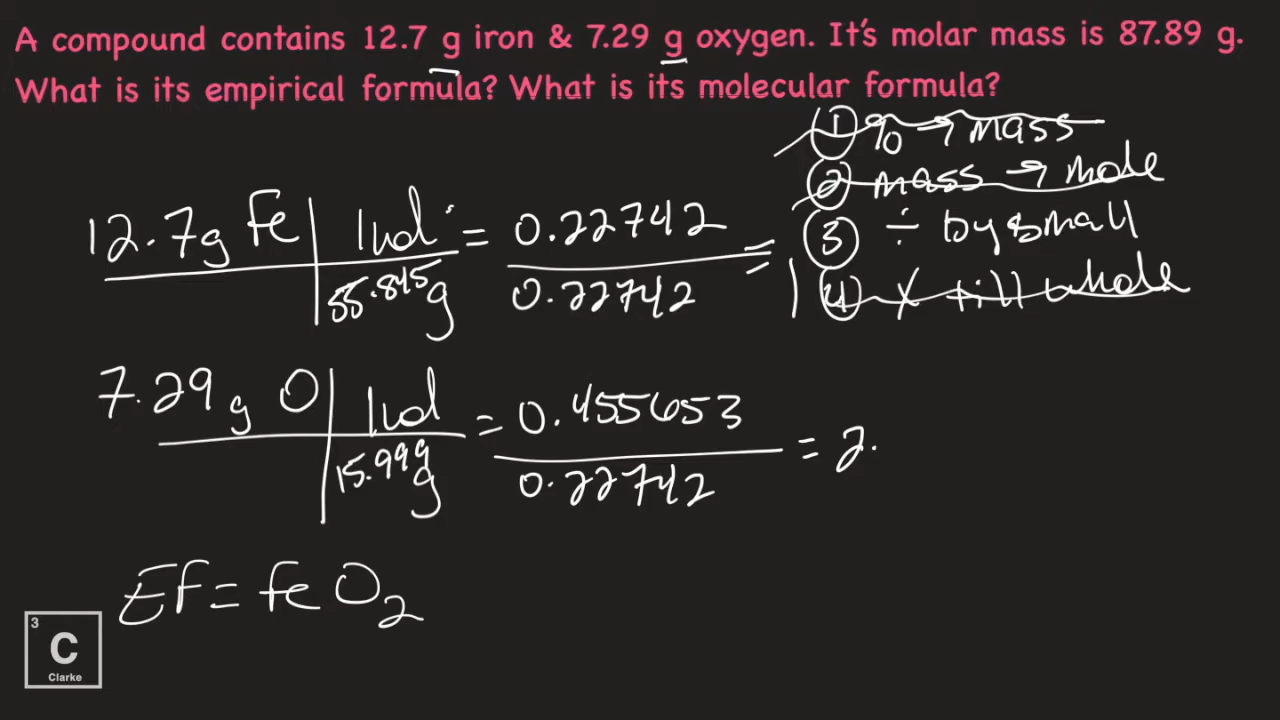 A compound contains 12.7 g iron & 7.29 g oxygen. It's molar mass is 87.89 g.
What is its empirical formula? What is its molecular formula?
① % → mass
② mass → mole
③ ÷ by small
④ x till whole
12.7g Fe | 1 mol = 0.22742 = 1
55.845 g 0.22742
7.29 g O | 1 mol = 0.455653 = 2.
15.999 g 0.22742
EF = FeO₂
3
C
Clarke